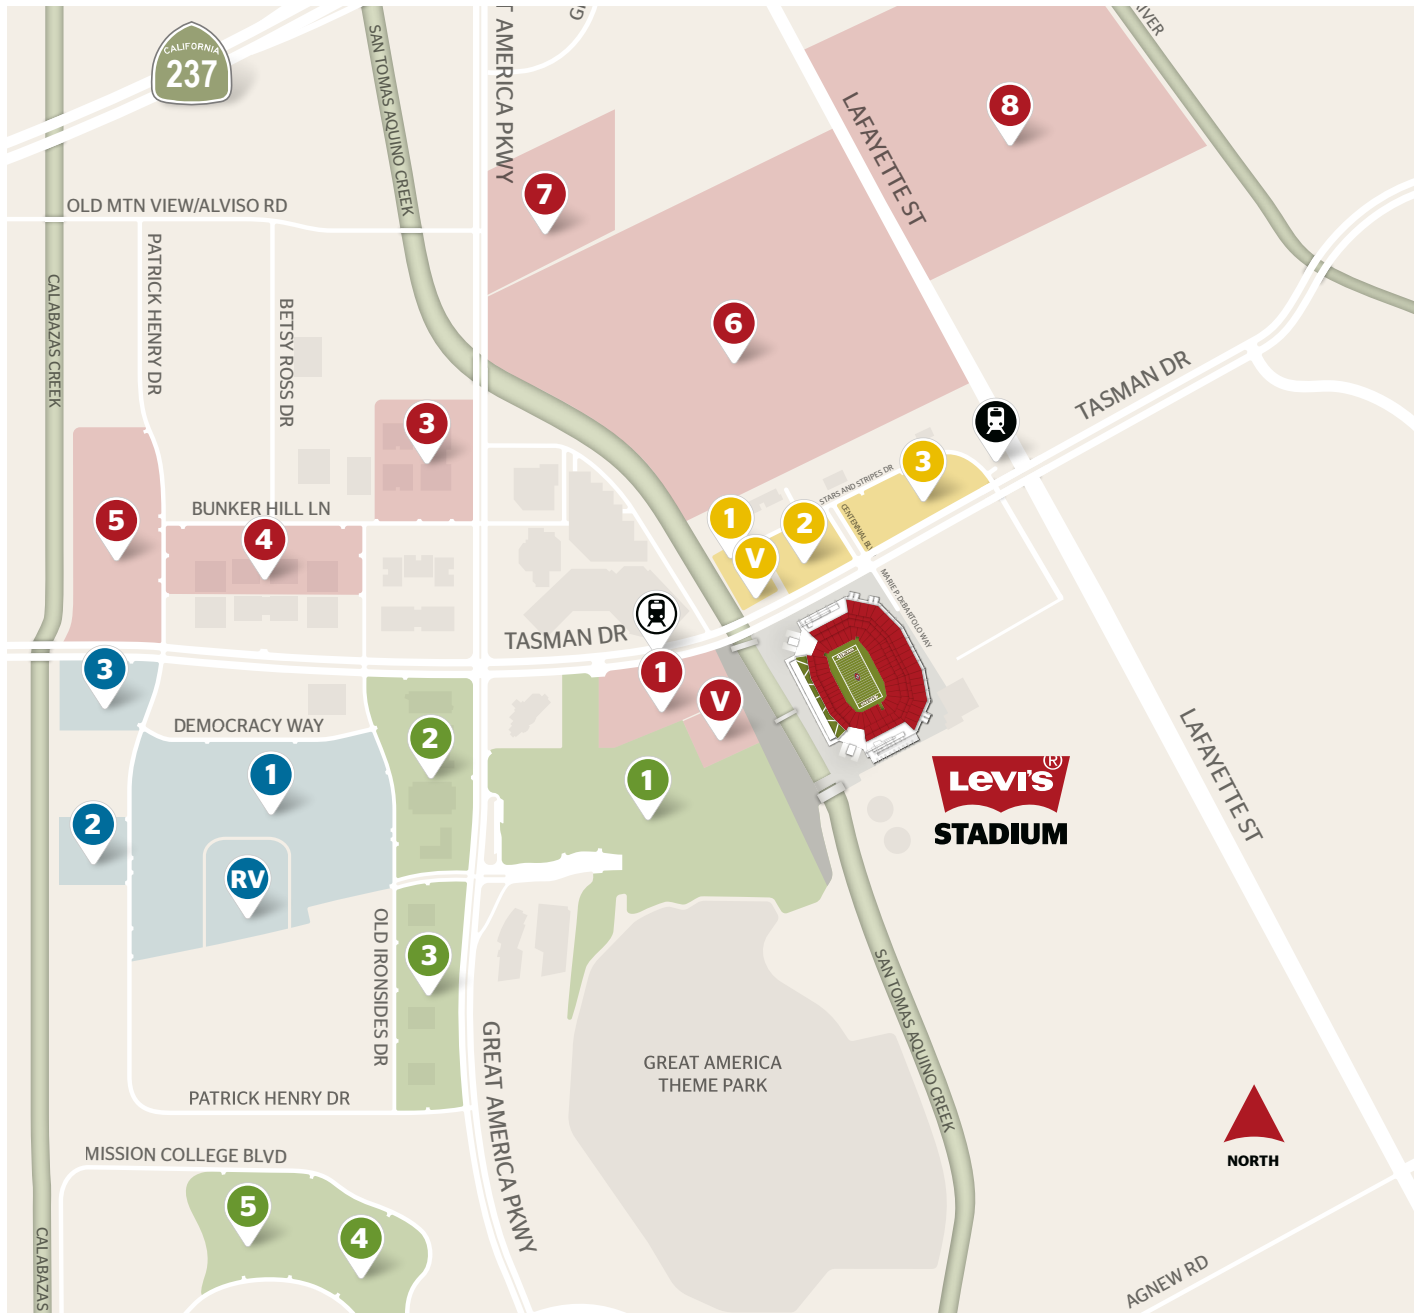 CALIFORNIA
237
SAN TOMAS AQUINO CREEK
T AMERICA PKWY
G
IVER
LAFAYETTE ST
8
7
OLD MTN VIEW/ALVISO RD
PATRICK HENRY DR
CALABAZAS CREEK
BETSY ROSS DR
6
TASMAN DR
3
3
STARS AND STRIPES DR
CENTENNIAL BL
BUNKER HILL LN
5
4
1
2
V
MARIE P. DEBARTOLO WAY
TASMAN DR
3
1
V
DEMOCRACY WAY
2
1
1
2
RV
LEVI'S®
STADIUM
LAFAYETTE ST
OLD IRONSIDES DR
3
SAN TOMAS AQUINO CREEK
GREAT AMERICA PKWY
GREAT AMERICA
THEME PARK
PATRICK HENRY DR
MISSION COLLEGE BLVD
NORTH
5
4
CALABAZAS
AGNEW RD